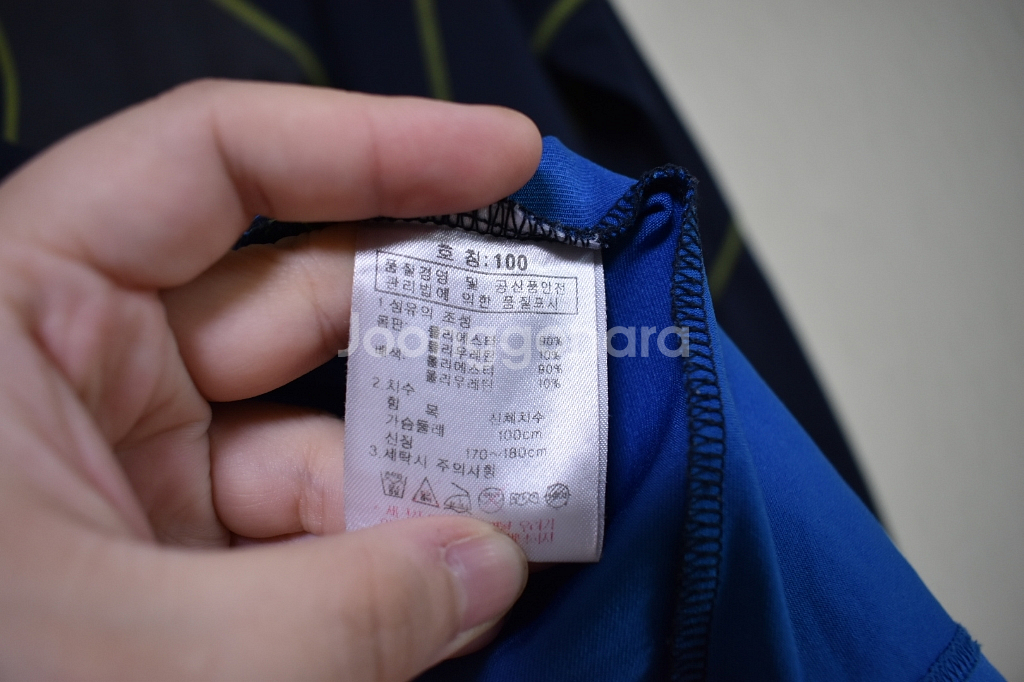 호 칭:100
품질경영 및 공산품안전
관리법에 의한 품질표시
1.섬유의 조성
몸판 폴리에스터 90%
폴리우레탄 10%
배색: 폴리에스터 90%
폴리우레탄 10%
2.치수
항 목 신체치수
가슴둘레 100cm
신장 170~180cm
3.세탁시 주의사항
Joonggonara